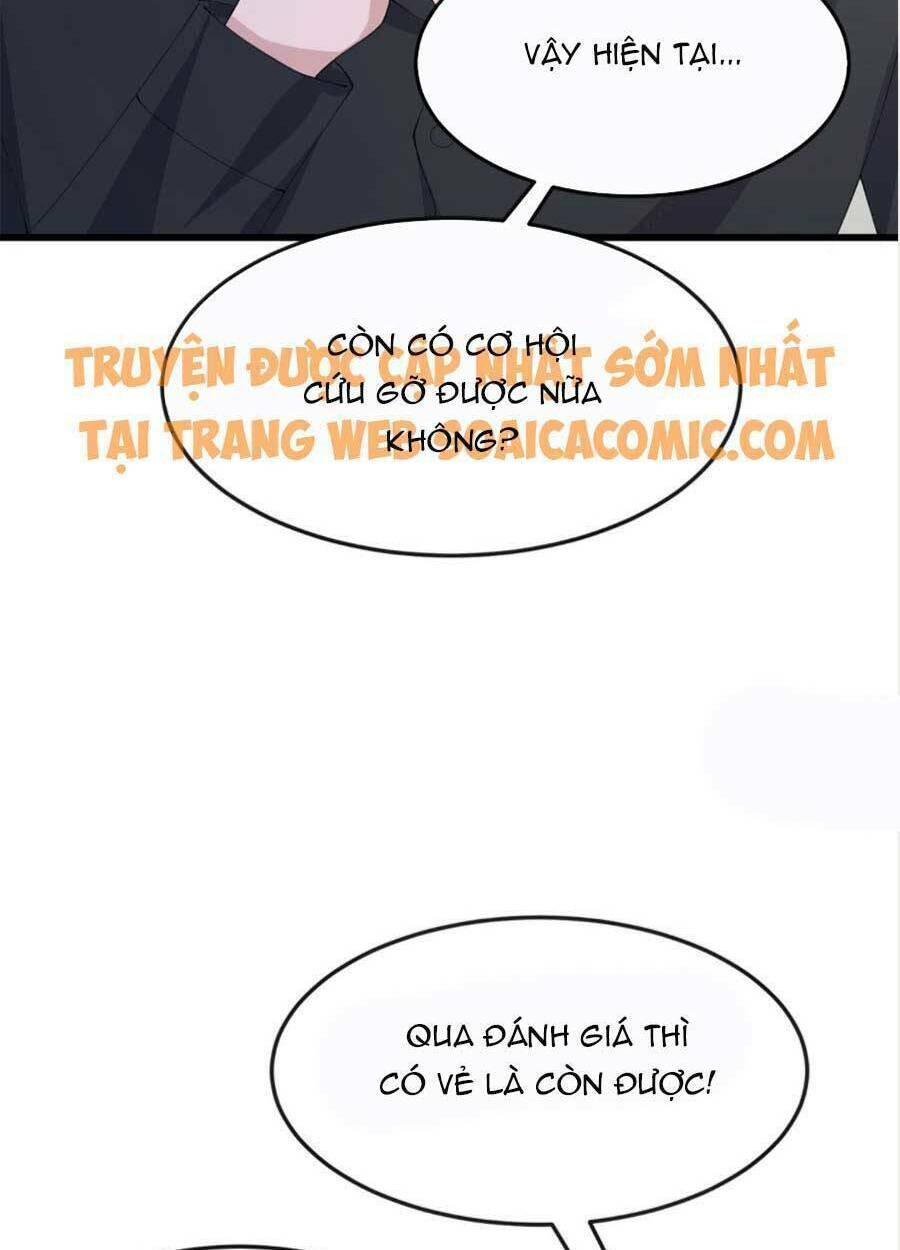 VẬY HIỆN TẠI...
CÒN CÓ CƠ HỘI
CỨU GỠ ĐƯỢC NỮA
KHÔNG?
TRUYỆN ĐƯỢC CẬP NHẬT SỚM NHẤT
TẠI TRANG WEB SOAICACOMIC.COM
QUA ĐÁNH GIÁ THÌ
CÓ VẺ LÀ CÒN ĐƯỢC!